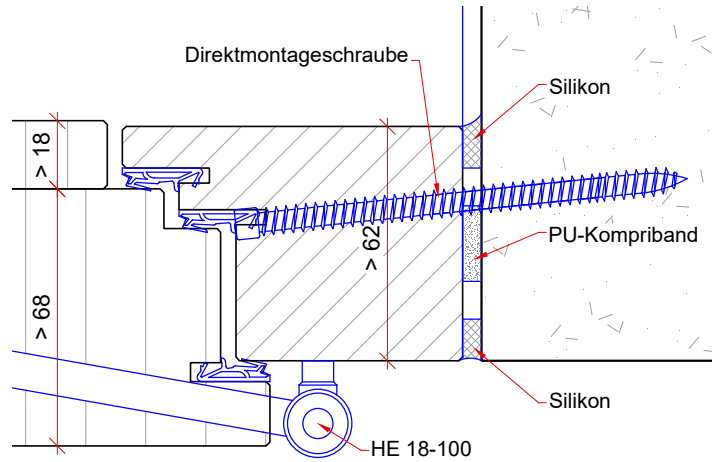 Direktmontageschraube
Silikon
> 18
PU-Kompriband
> 62
> 68
Silikon
HE 18-100